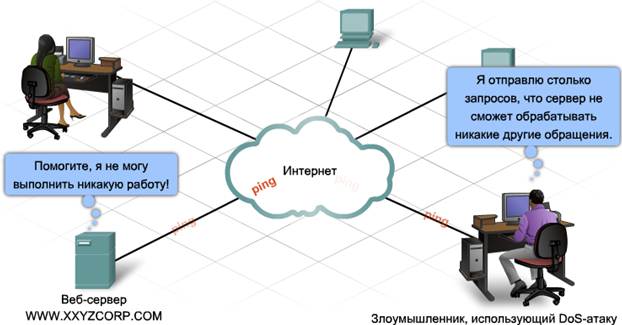 Я отправлю столько
запросов, что сервер не
сможет обрабатывать
никакие другие обращения.
Помогите, я не могу
выполнить никакую работу!
Интернет
ping
ping
ping
ping
Веб-сервер
WWW.XXYZCORP.COM
Злоумышленник, использующий DoS-атаку